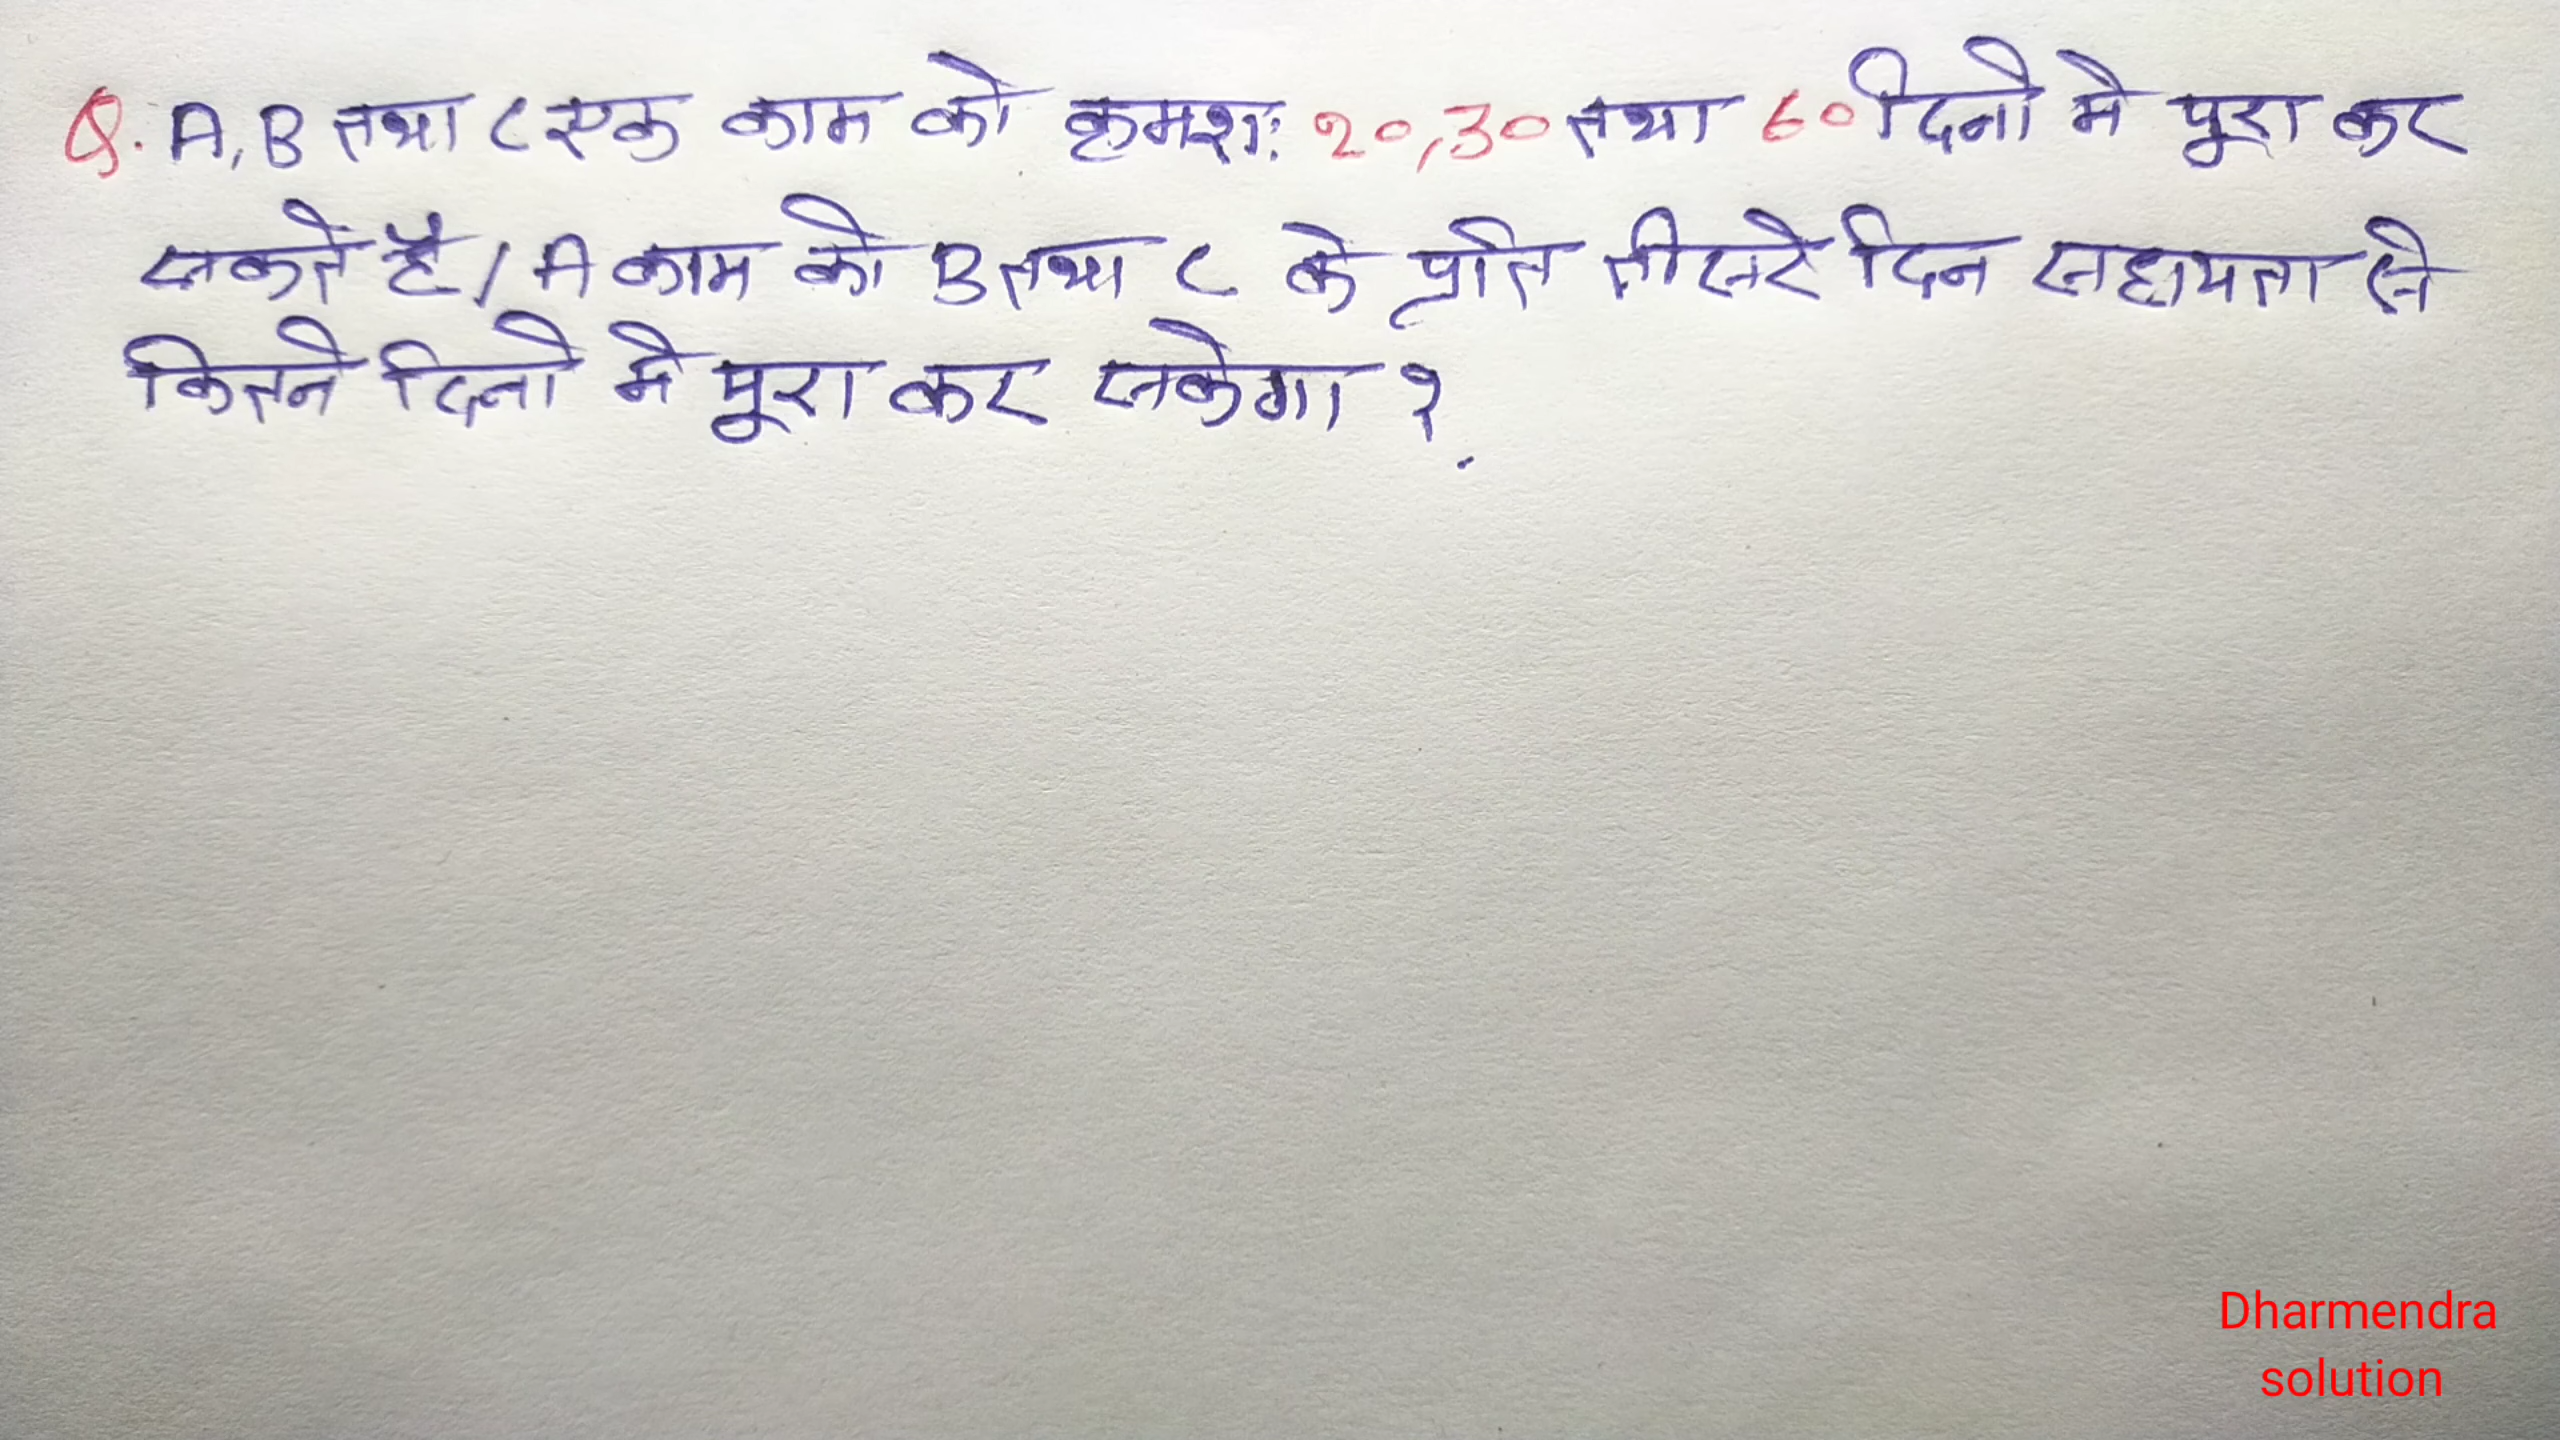 Q. A, B तथा C एक काम को क्रमशः 20, 30 तथा 60 दिनो मे पूरा कर
सकते है / A काम को B तथा C के प्रति तीसरे दिन सहायता से
कितने दिनो मे पूरा कर सकेगा ?
Dharmendra
solution